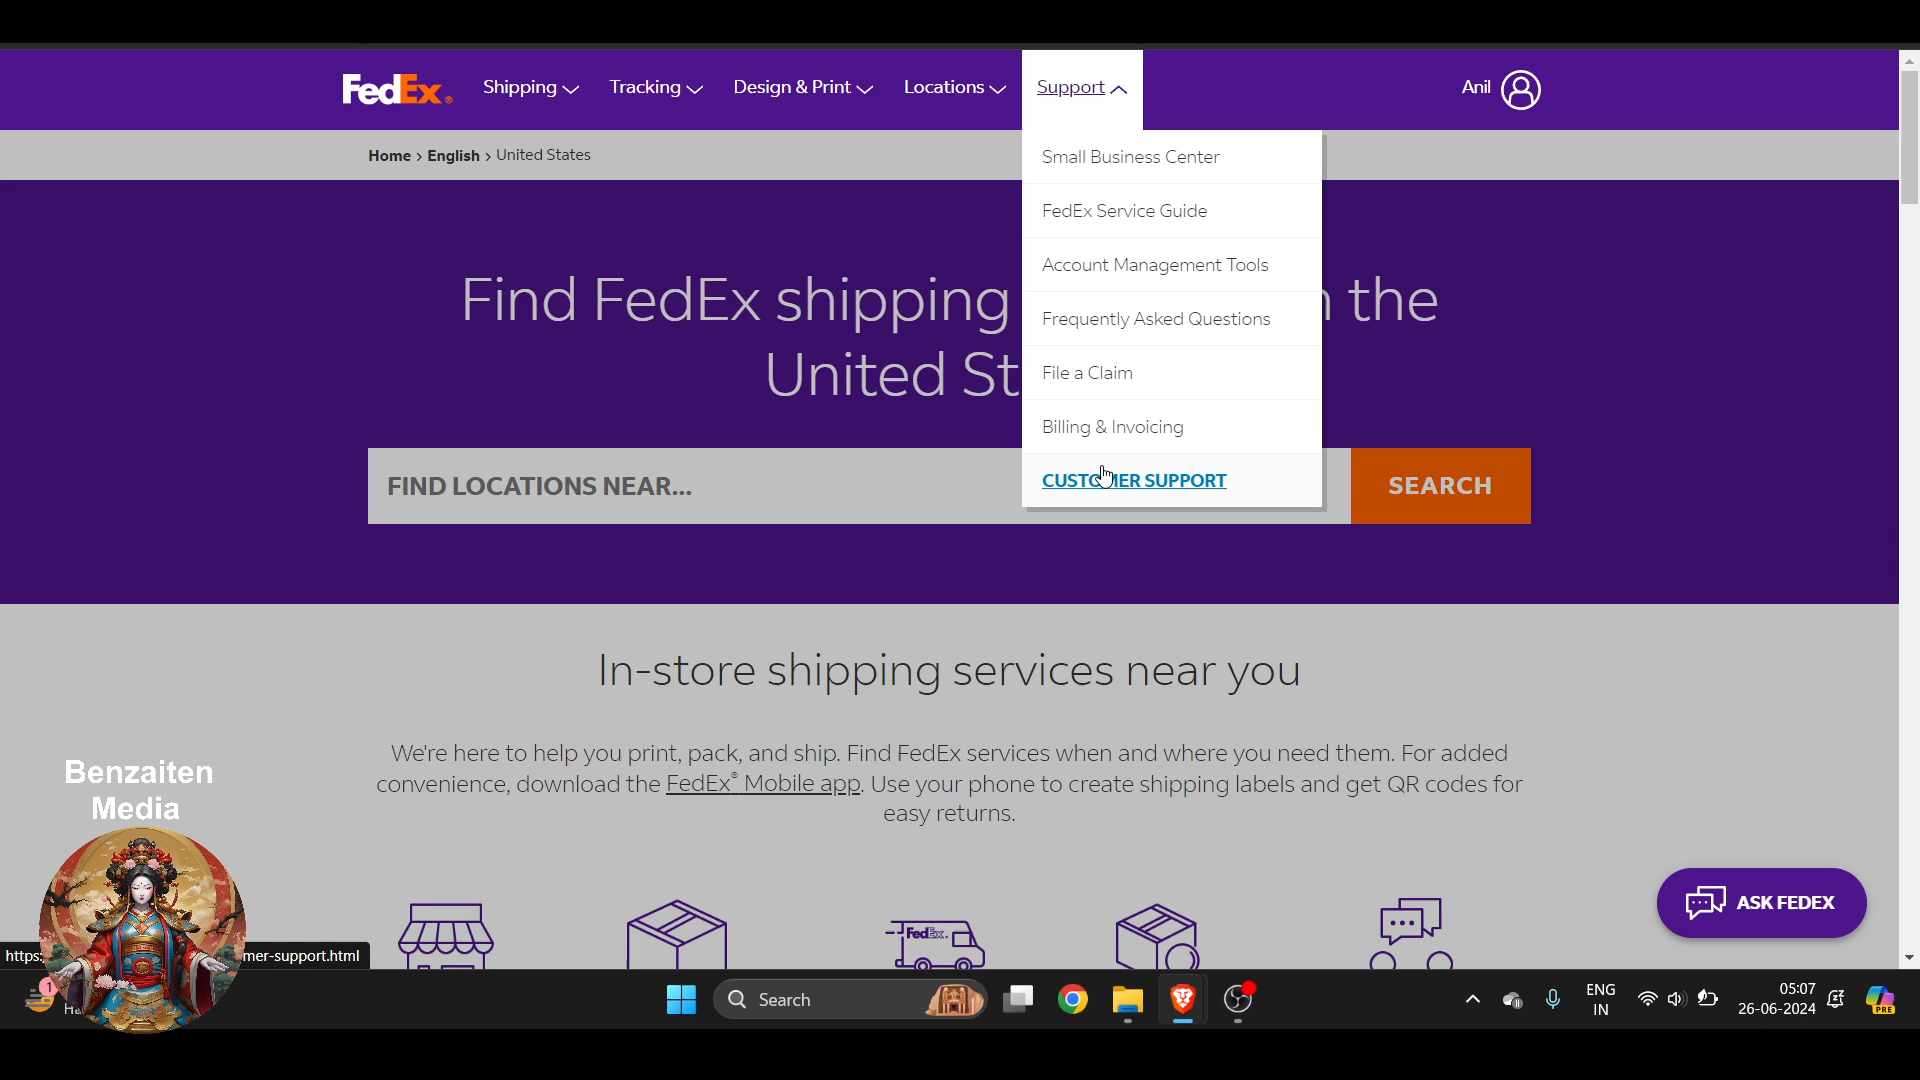 FedEx®
Shipping
Tracking
Design & Print
Locations
Support
Anil
Home > English > United States
Small Business Center
FedEx Service Guide
Account Management Tools
Frequently Asked Questions
File a Claim
Billing & Invoicing
CUSTOMER SUPPORT
Find FedEx shipping the
United St
FIND LOCATIONS NEAR...
SEARCH
In-store shipping services near you
We're here to help you print, pack, and ship. Find FedEx services when and where you need them. For added
convenience, download the FedEx® Mobile app. Use your phone to create shipping labels and get QR codes for
easy returns.
Benzaiten
Media
FedEx.
ASK FEDEX
https: mer-support.html
1
Search
ENG
IN
05:07
26-06-2024
PRE